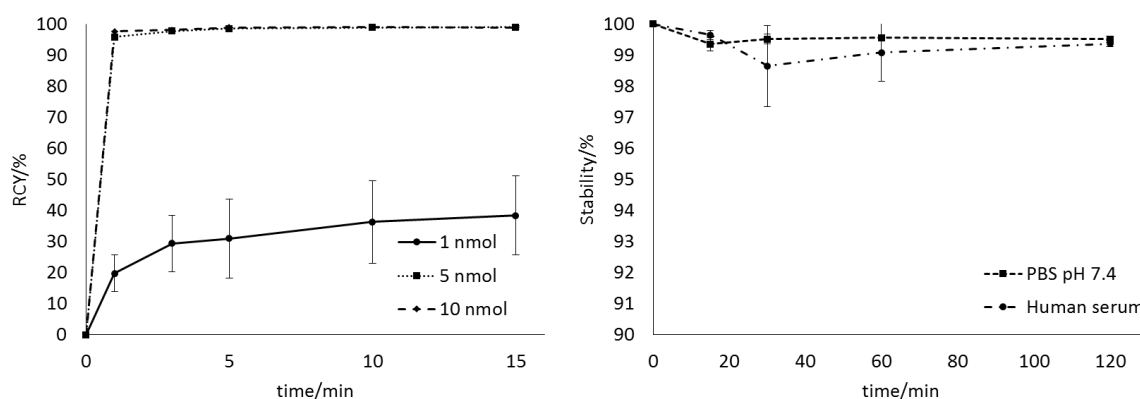 100
90
80
70
60
50
40
30
20
10
0
RCY/%
0 5 10 15
time/min
1 nmol
5 nmol
10 nmol
100
99
98
97
96
95
94
93
92
91
90
Stability/%
0 20 40 60 80 100 120
time/min
PBS pH 7.4
Human serum